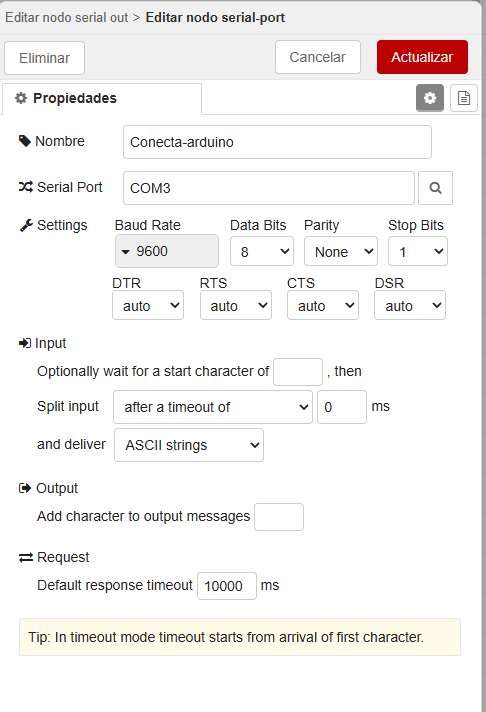 Editar nodo serial out > Editar nodo serial-port
Eliminar Cancelar Actualizar
Propiedades
Nombre Conecta-arduino
Serial Port COM3
Settings Baud Rate Data Bits Parity Stop Bits
9600 8 None 1
DTR RTS CTS DSR
auto auto auto auto
Input
Optionally wait for a start character of , then
Split input after a timeout of 0 ms
and deliver ASCII strings
Output
Add character to output messages
Request
Default response timeout 10000 ms
Tip: In timeout mode timeout starts from arrival of first character.